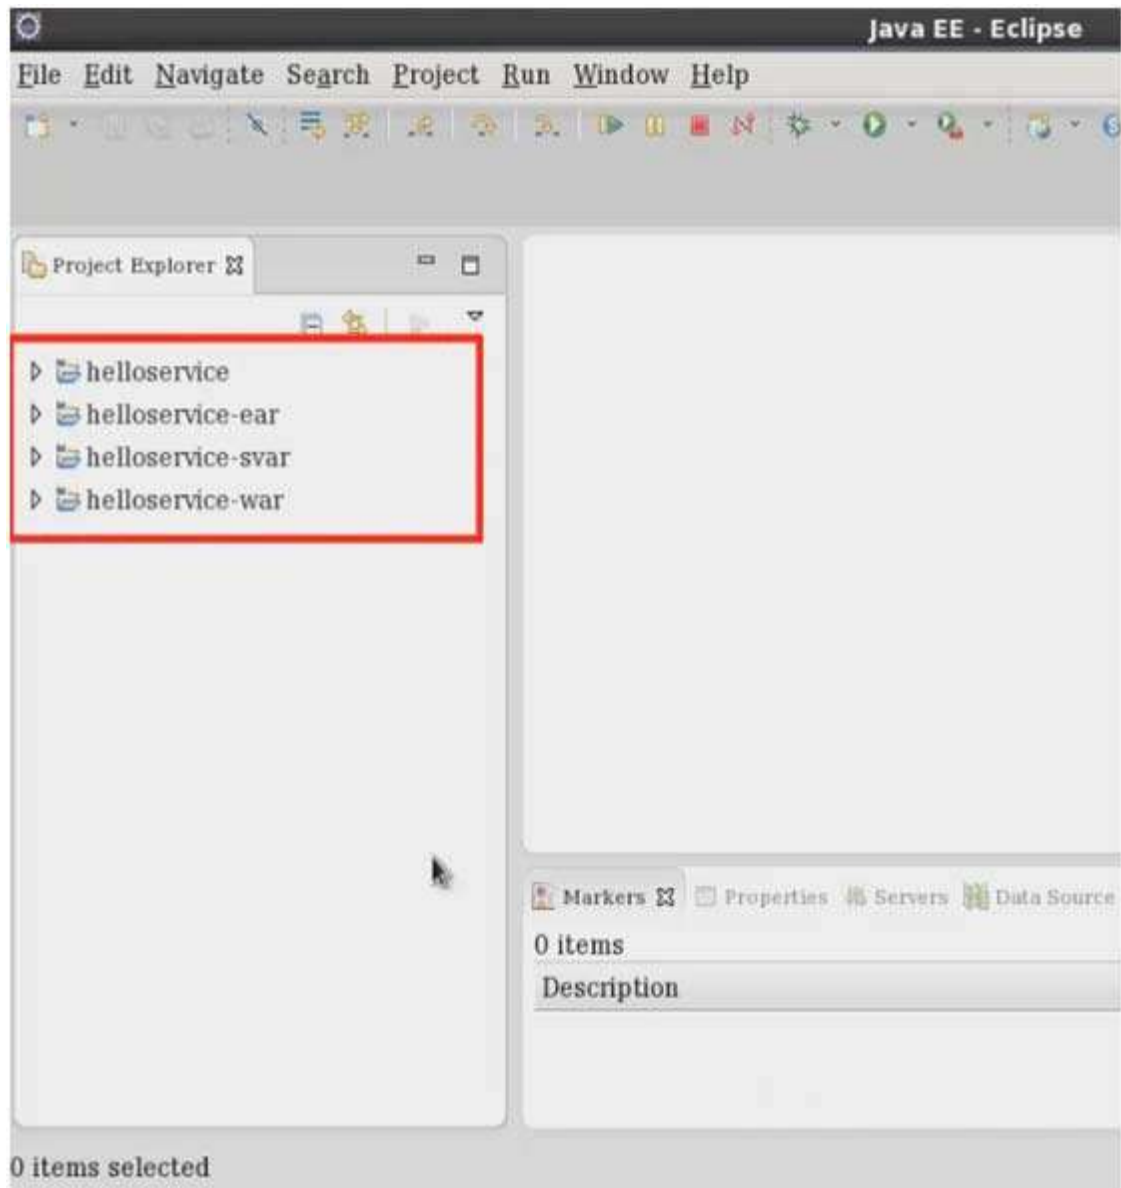 Java EE - Eclipse
File Edit Navigate Search Project Run Window Help
Project Explorer
helloservice
helloservice-ear
helloservice-svar
helloservice-war
Markers Properties Servers Data Source
0 items
Description
0 items selected